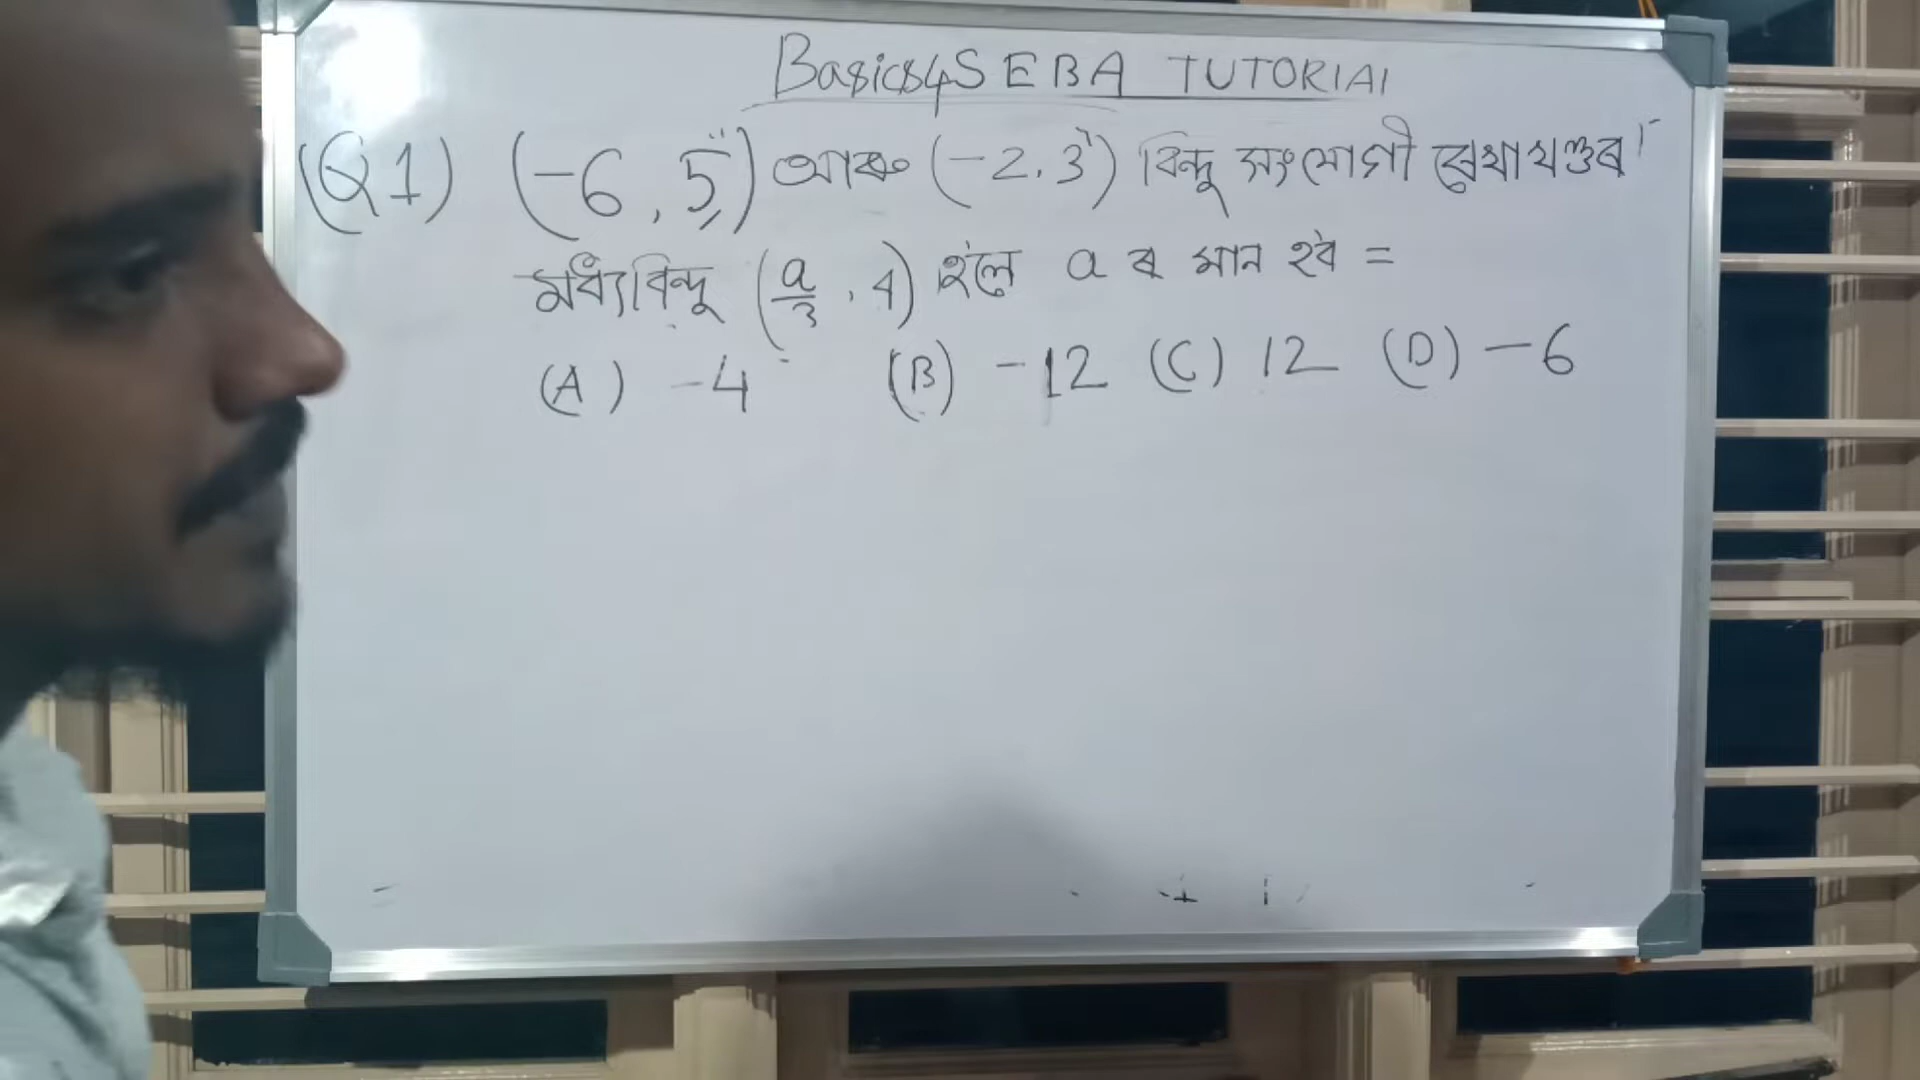 Basics4SEBA TUTORIAl
(Q1) (-6, 5) আৰু (-2, 3) বিন্দু সংযোগী ৰেখাখণ্ডৰ
মধ্যবিন্দু (a/3, 4) হ'লে a ৰ মান হ'ব =
(A) -4 (B) -12 (C) 12 (D) -6